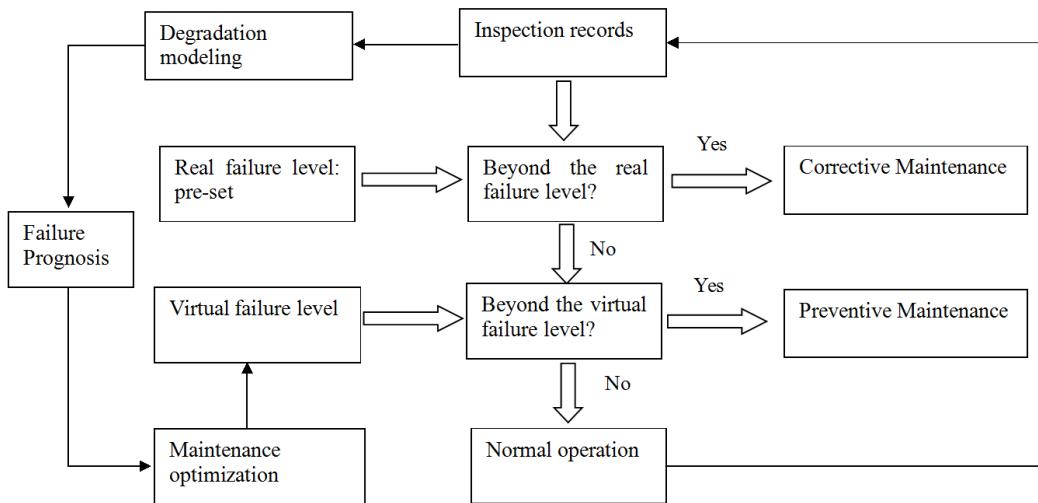 Degradation
modeling
Inspection records
Yes
Real failure level:
pre-set
Beyond the real
failure level?
Corrective Maintenance
Failure
Prognosis
No
Yes
Virtual failure level
Beyond the virtual
failure level?
Preventive Maintenance
No
Maintenance
optimization
Normal operation